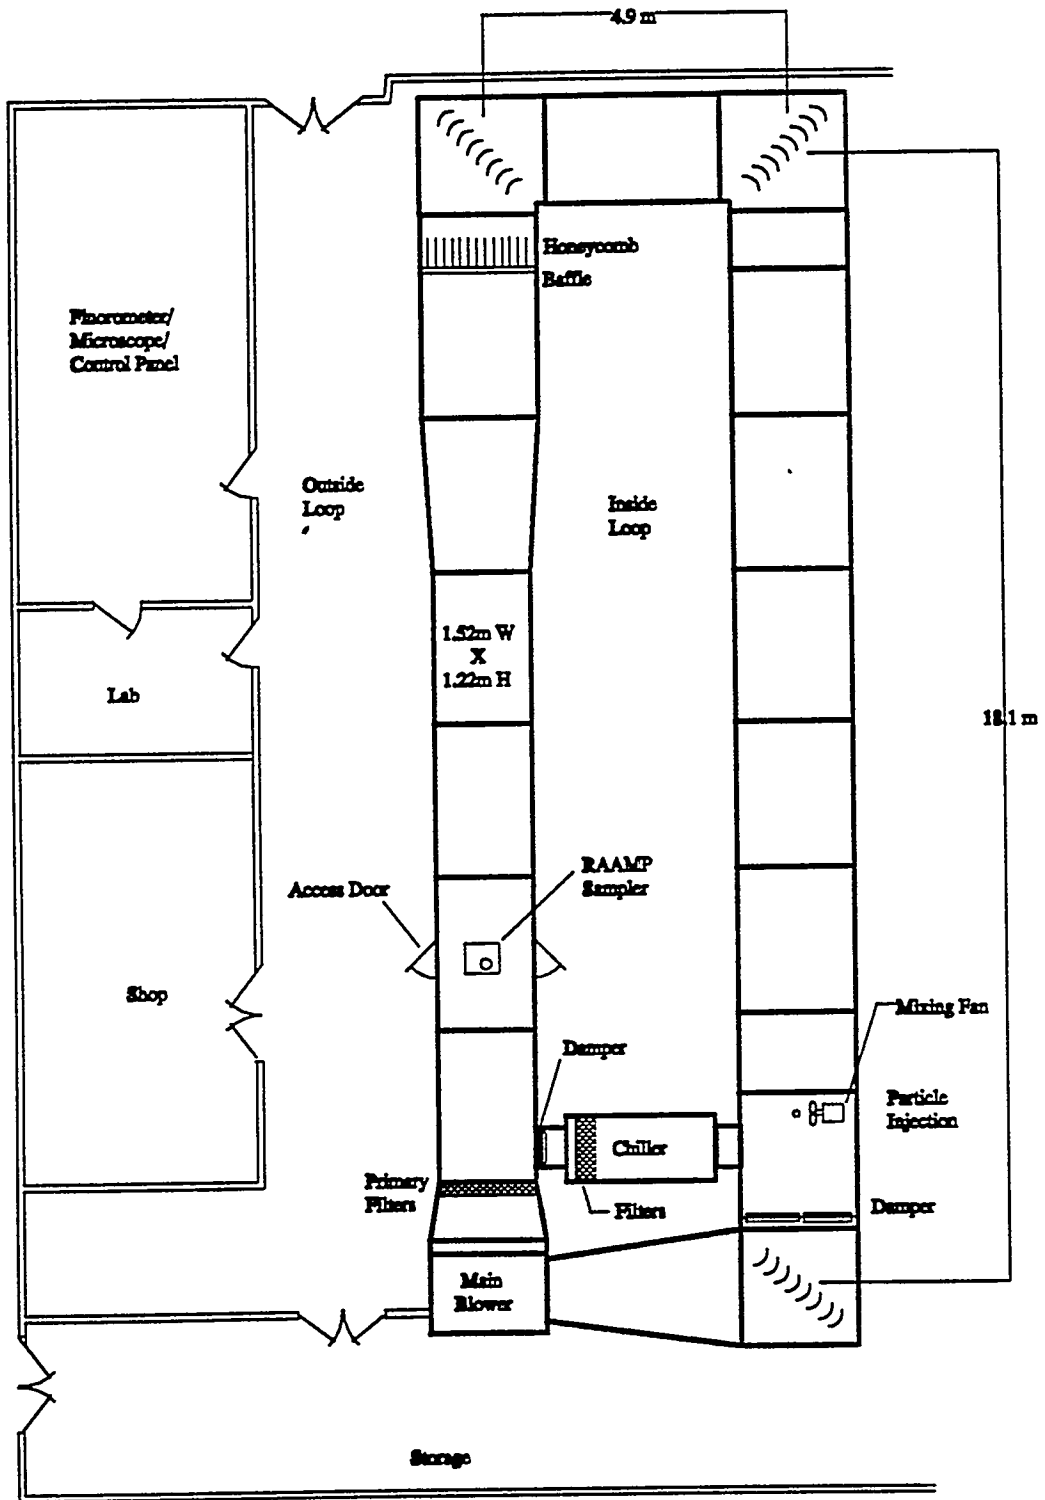 4.9 m
Honeycomb
Baffle
Fluorometer/
Microscope/
Control Panel
Outside
Loop
Inside
Loop
1.52m W
X
1.22m H
Lab
18.1 m
RAAMP
Sampler
Access Door
Shop
Mixing Fan
Damper
Particle
Injection
Chiller
Primary
Filters
Filters
Damper
Main
Blower
Storage